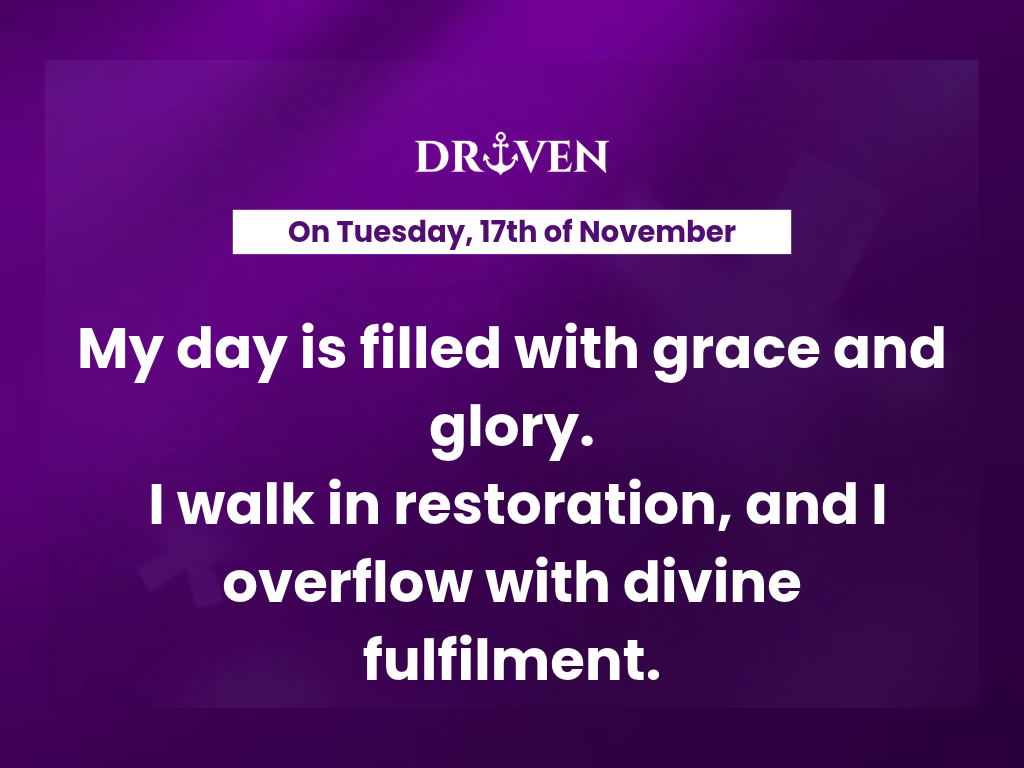 DRIVEN
On Tuesday, 17th of November
My day is filled with grace and
glory.
I walk in restoration, and I
overflow with divine
fulfilment.